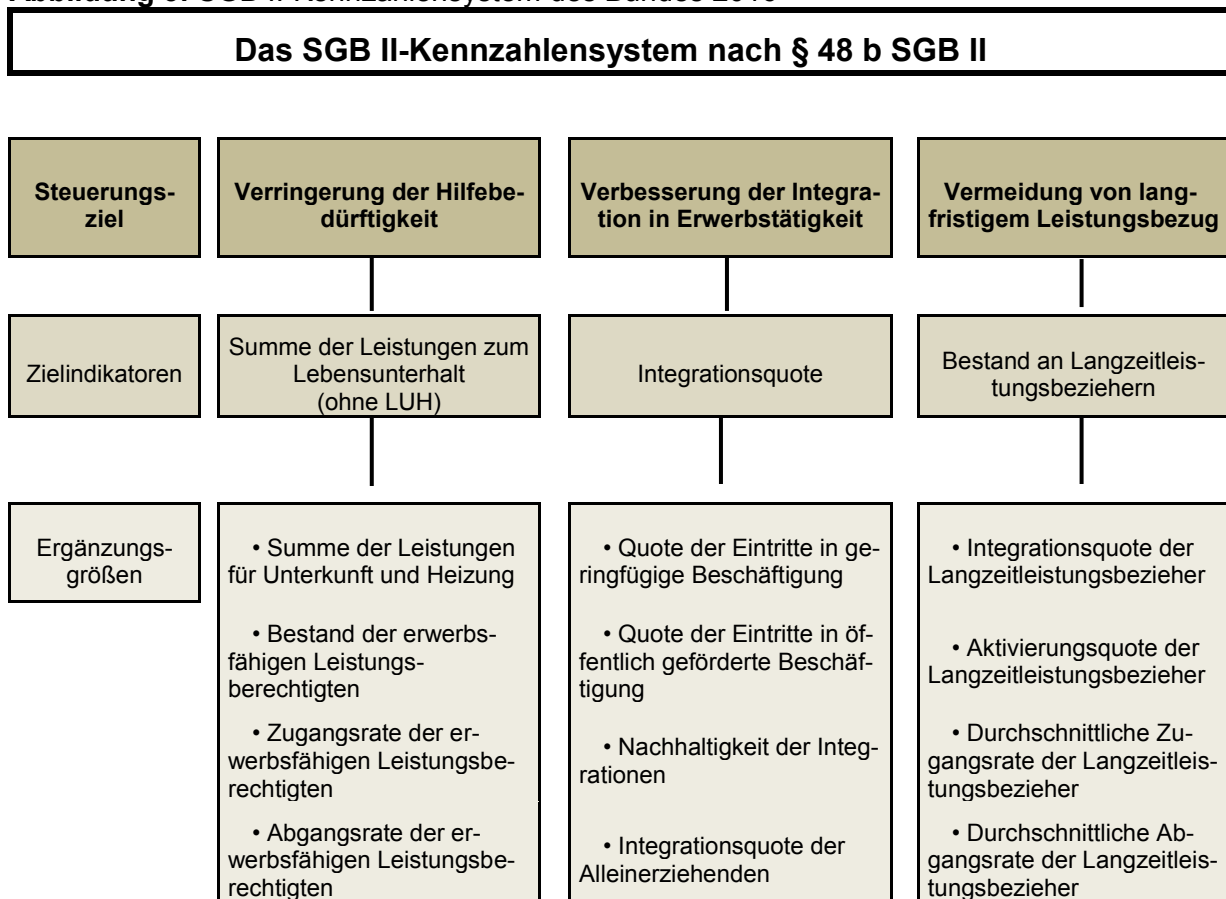 Das SGB II-Kennzahlensystem nach § 48 b SGB II
Steuerungs-
ziel
Verringerung der Hilfebe-
dürftigkeit
Verbesserung der Integra-
tion in Erwerbstätigkeit
Vermeidung von lang-
fristigem Leistungsbezug
Zielindikatoren
Summe der Leistungen zum
Lebensunterhalt
(ohne LUH)
Integrationsquote
Bestand an Langzeitleis-
tungsbeziehern
Ergänzungs-
größen
• Summe der Leistungen
für Unterkunft und Heizung
• Bestand der erwerbs-
fähigen Leistungs-
berechtigten
• Zugangsrate der er-
werbsfähigen Leistungsbe-
rechtigten
• Abgangsrate der er-
werbsfähigen Leistungsbe-
rechtigten
• Quote der Eintritte in ge-
ringfügige Beschäftigung
• Quote der Eintritte in öf-
fentlich geförderte Beschäf-
tigung
• Nachhaltigkeit der Integ-
rationen
• Integrationsquote der
Alleinerziehenden
• Integrationsquote der
Langzeitleistungsbezieher
• Aktivierungsquote der
Langzeitleistungsbezieher
• Durchschnittliche Zu-
gangsrate der Langzeitleis-
tungsbezieher
• Durchschnittliche Ab-
gangsrate der Langzeitleis-
tungsbezieher